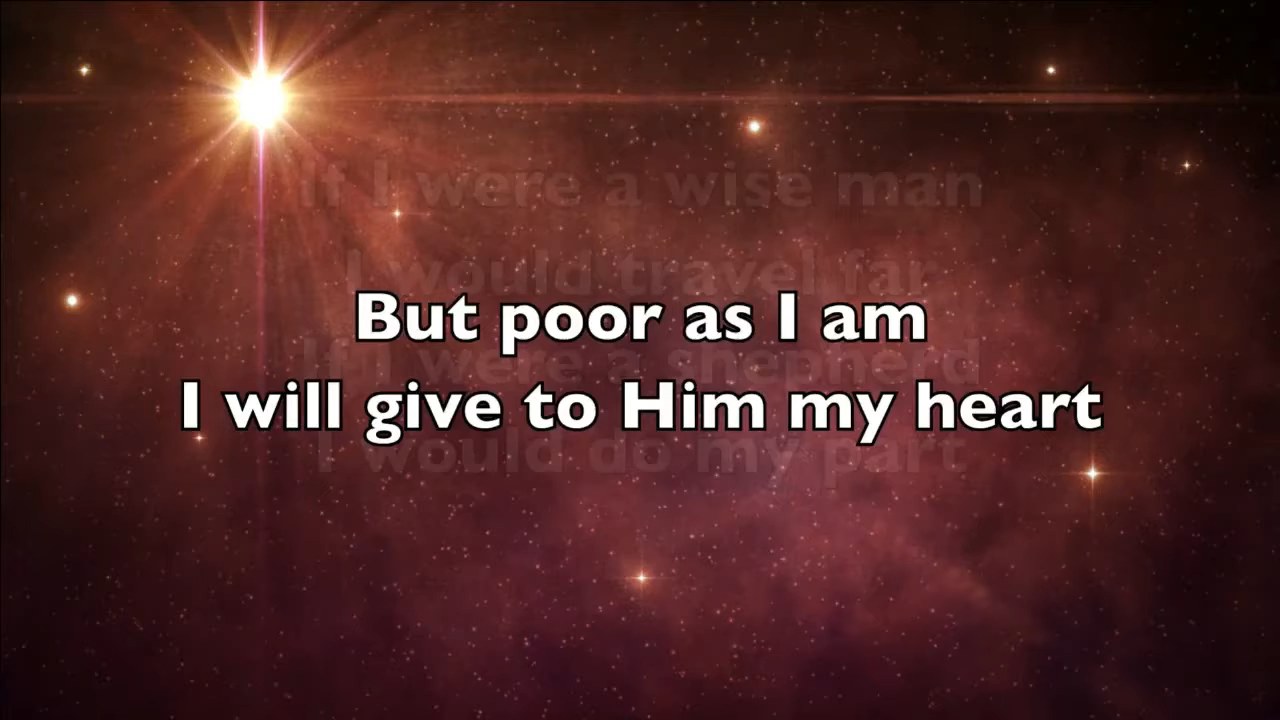 If I were a wise man
I would travel far
But poor as I am
If I were a shepherd
I will give to Him my heart
I would do my part